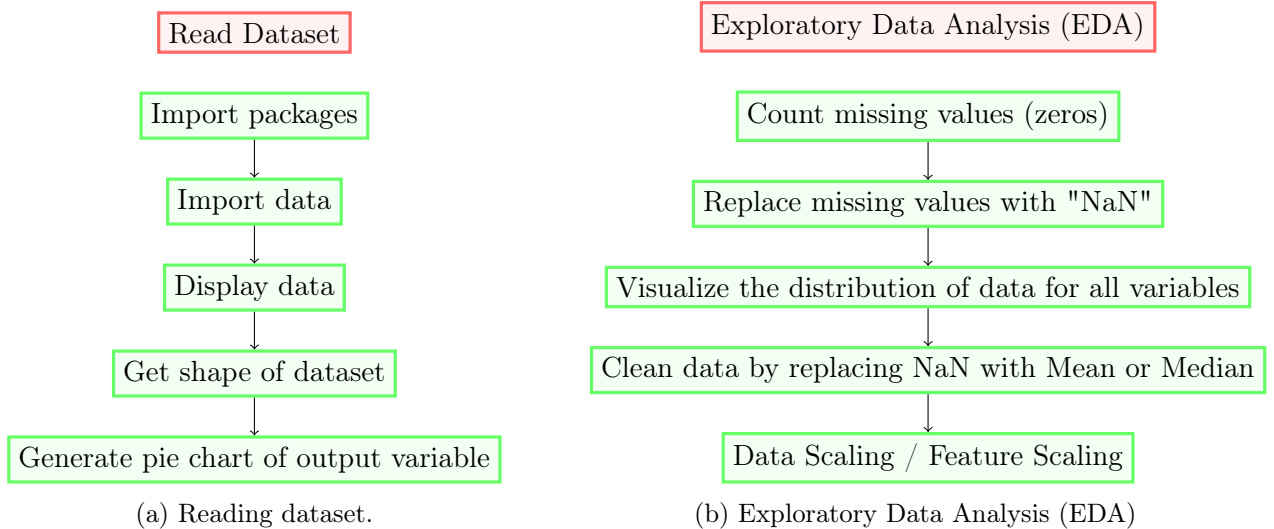 Read Dataset
Import packages
Import data
Display data
Get shape of dataset
Generate pie chart of output variable
(a) Reading dataset.
Exploratory Data Analysis (EDA)
Count missing values (zeros)
Replace missing values with "NaN"
Visualize the distribution of data for all variables
Clean data by replacing NaN with Mean or Median
Data Scaling / Feature Scaling
(b) Exploratory Data Analysis (EDA)